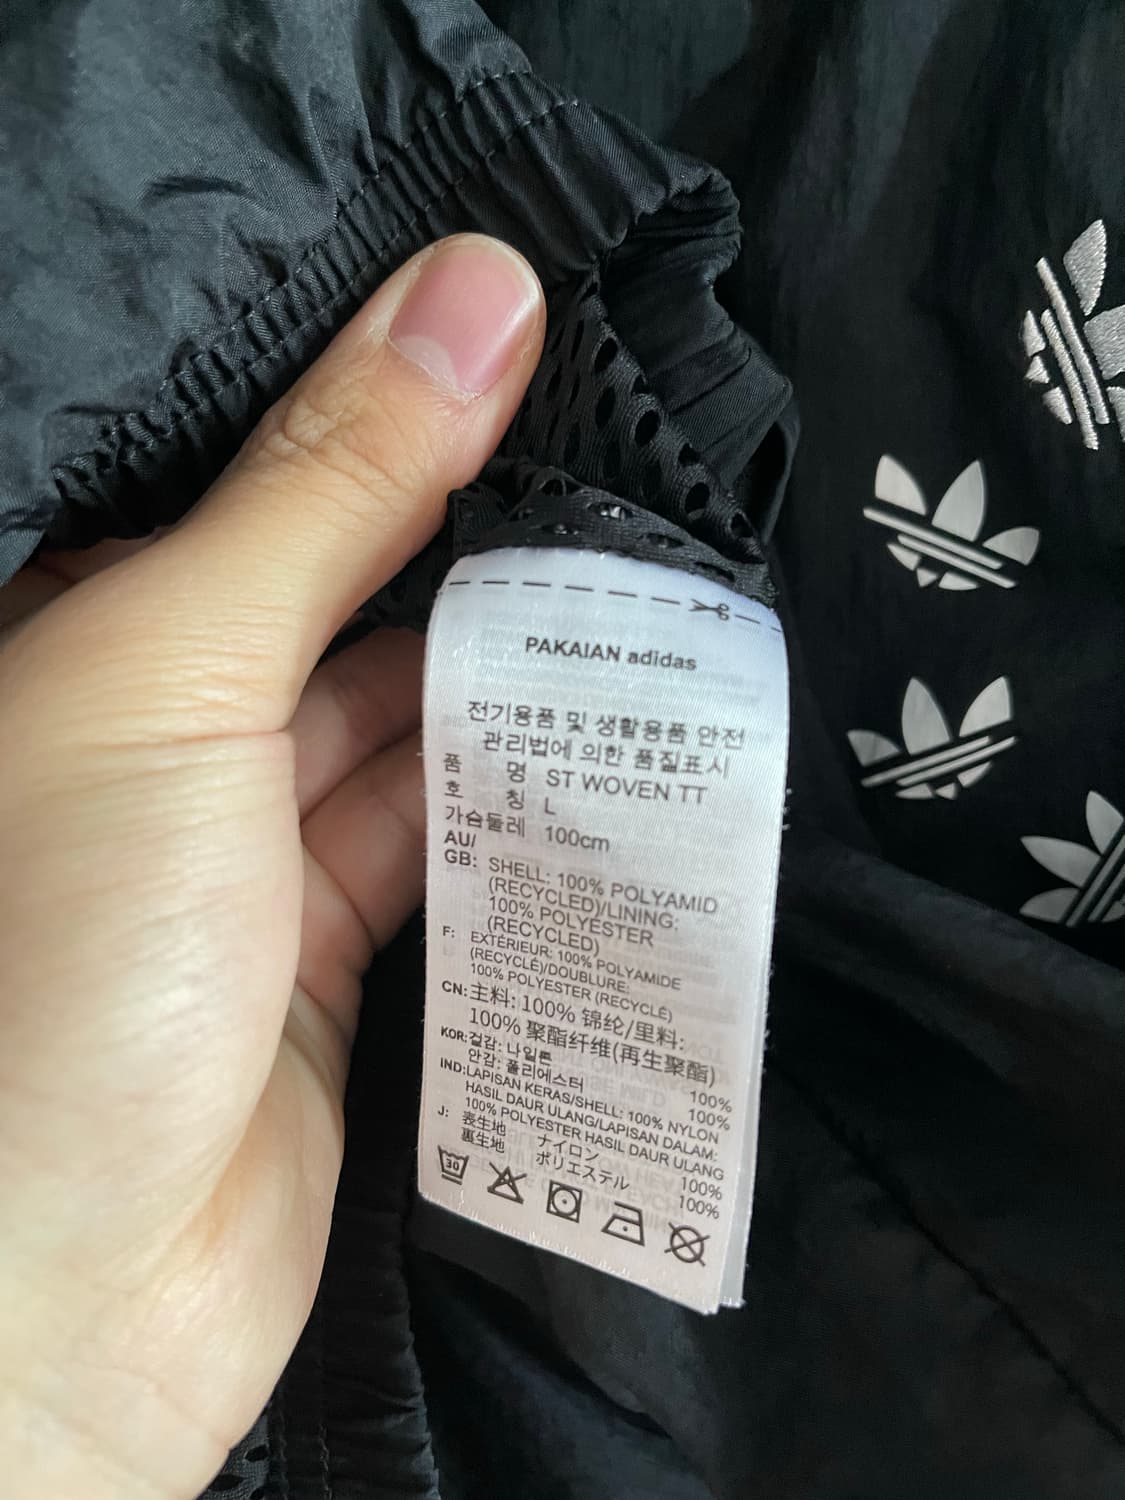 PAKAIAN adidas
전기용품 및 생활용품 안전
관리법에 의한 품질표시
품 명 ST WOVEN TT
호 칭 L
가슴둘레 100cm
AU/
GB: SHELL: 100% POLYAMID
(RECYCLED)/LINING:
100% POLYESTER
(RECYCLED)
F: EXTÉRIEUR: 100% POLYAMIDE
(RECYCLÉ)/DOUBLURE:
100% POLYESTER (RECYCLÉ)
CN: 主料: 100% 锦纶/里料:
100% 聚酯纤维(再生聚酯)
KOR: 겉감: 나일론 100%
안감: 폴리에스터 100%
IND: LAPISAN KERAS/SHELL: 100% NYLON
HASIL DAUR ULANG/LAPISAN DALAM:
100% POLYESTER HASIL DAUR ULANG
J: 表生地 ナイロン 100%
裏生地 ポリエステル 100%
30